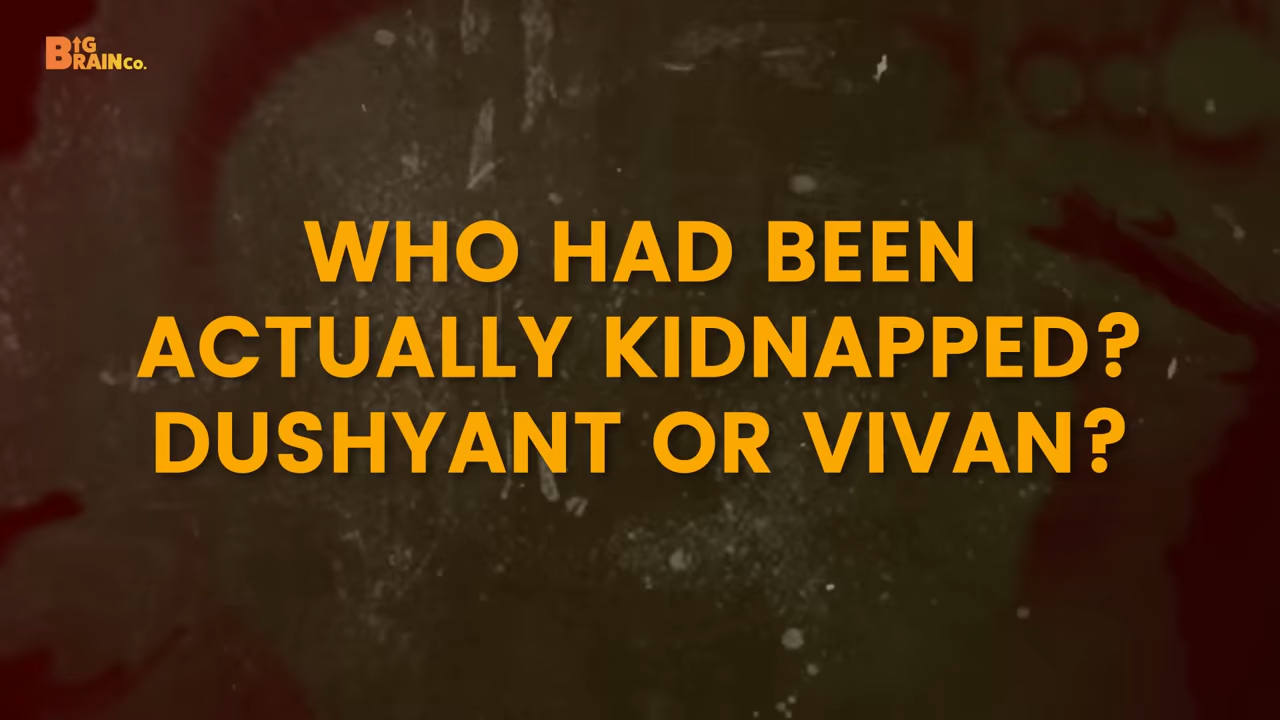 BIG
BRAINCO.
WHO HAD BEEN
ACTUALLY KIDNAPPED?
DUSHYANT OR VIVAN?